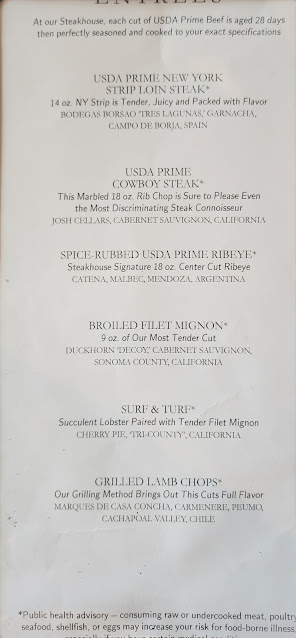 ENTREES
At our Steakhouse, each cut of USDA Prime Beef is aged 28 days
then perfectly seasoned and cooked to your exact specifications
USDA PRIME NEW YORK
STRIP LOIN STEAK*
14 oz. NY Strip is Tender, Juicy and Packed with Flavor
BODEGAS BORSAO 'TRES LAGUNAS,' GARNACHA,
CAMPO DE BORJA, SPAIN
USDA PRIME
COWBOY STEAK*
This Marbled 18 oz. Rib Chop is Sure to Please Even
the Most Discriminating Steak Connoisseur
JOSH CELLARS, CABERNET SAUVIGNON, CALIFORNIA
SPICE-RUBBED USDA PRIME RIBEYE*
Steakhouse Signature 18 oz. Center Cut Ribeye
CATENA, MALBEC, MENDOZA, ARGENTINA
BROILED FILET MIGNON*
9 oz. of Our Most Tender Cut
DUCKHORN 'DECOY,' CABERNET SAUVIGNON,
SONOMA COUNTY, CALIFORNIA
SURF & TURF*
Succulent Lobster Paired with Tender Filet Mignon
CHERRY PIE, 'TRI-COUNTY', CALIFORNIA
GRILLED LAMB CHOPS*
Our Grilling Method Brings Out This Cuts Full Flavor
MARQUES DE CASA CONCHA, CARMENERE, PEUMO,
CACHAPOAL VALLEY, CHILE
*Public health advisory – consuming raw or undercooked meat, poultry
seafood, shellfish, or eggs may increase your risk for food-borne illness